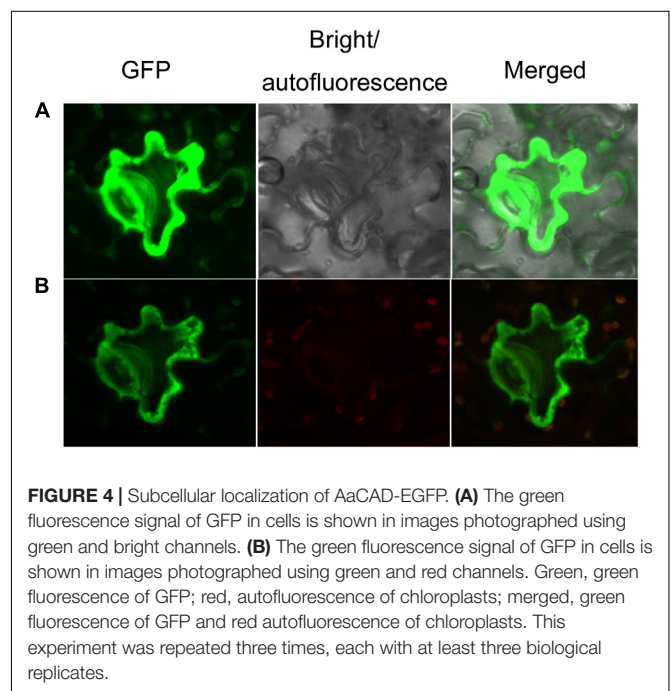 Bright/
GFP
autofluorescence
Merged
A
B
FIGURE 4 | Subcellular localization of AaCAD-EGFP. (A) The green
fluorescence signal of GFP in cells is shown in images photographed using
green and bright channels. (B) The green fluorescence signal of GFP in cells is
shown in images photographed using green and red channels. Green, green
fluorescence of GFP; red, autofluorescence of chloroplasts; merged, green
fluorescence of GFP and red autofluorescence of chloroplasts. This
experiment was repeated three times, each with at least three biological
replicates.